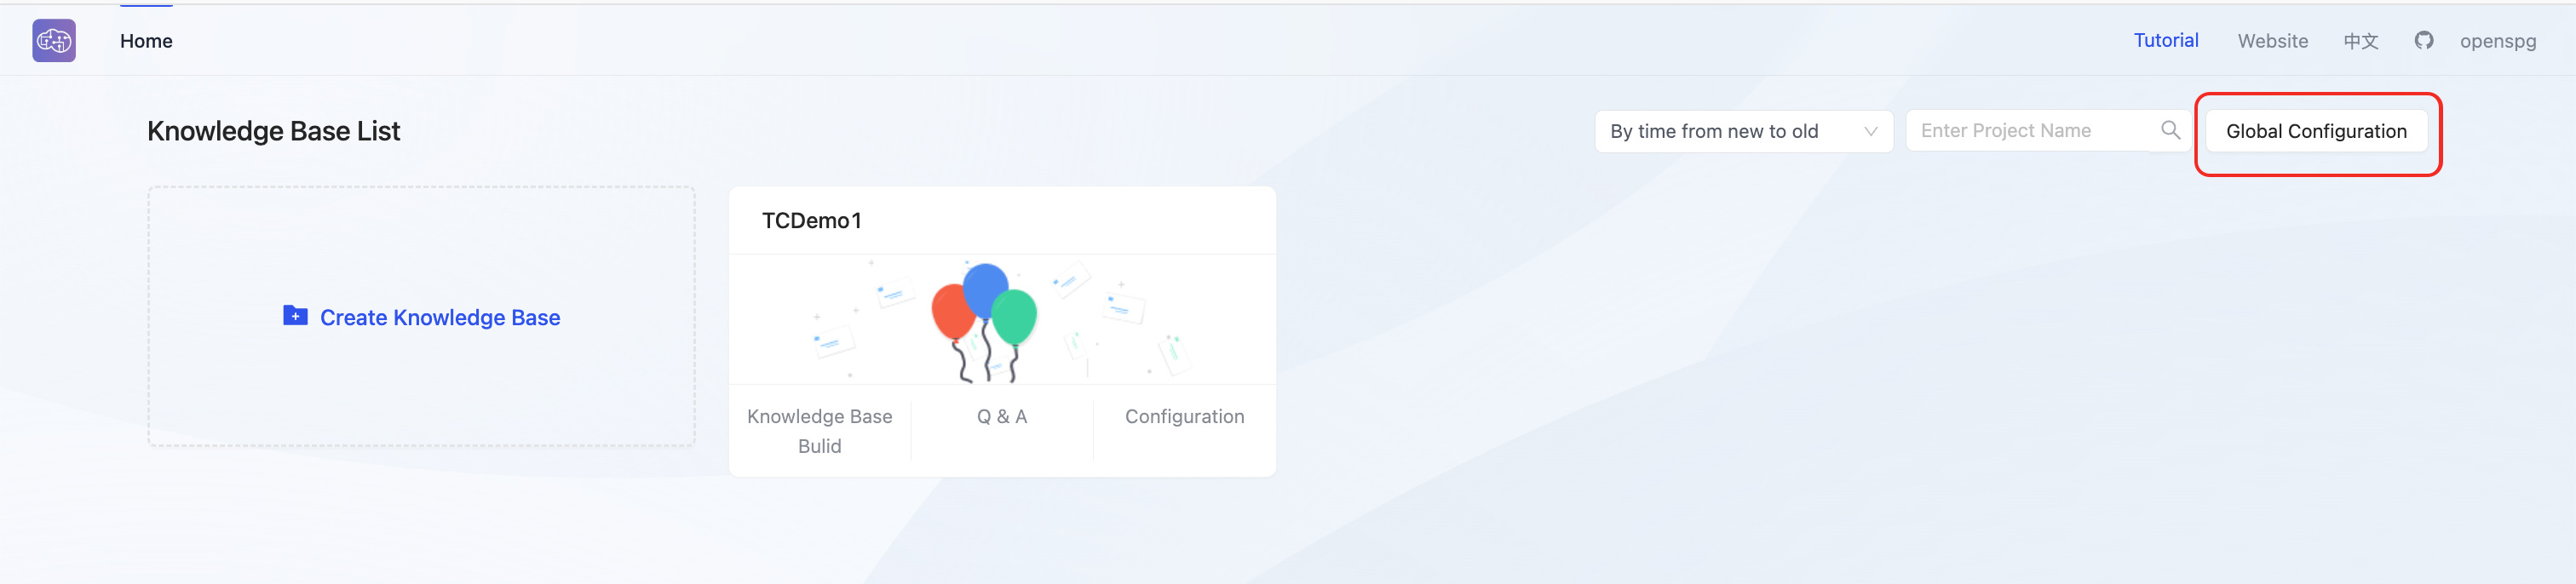 Home
Tutorial
Website
中文
openspg
Knowledge Base List
By time from new to old
Enter Project Name
Global Configuration
Create Knowledge Base
TCDemo1
Knowledge Base
Bulid
Q & A
Configuration